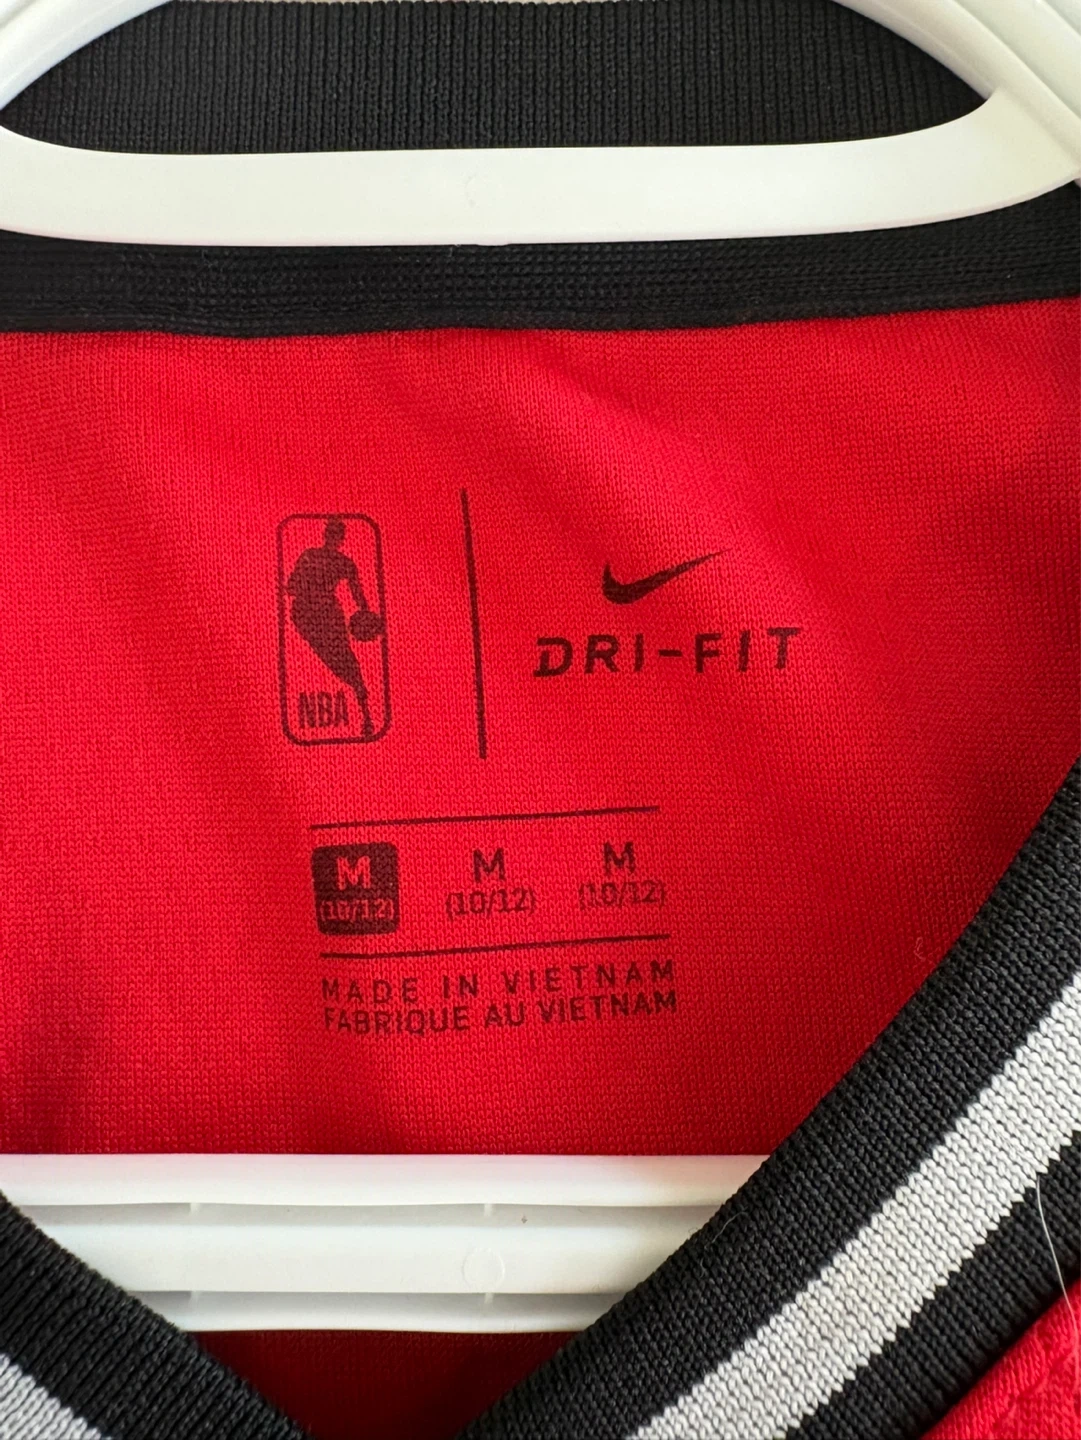 NBA
DRI-FIT
M M M
(10/12) (10/12) (10/12)
MADE IN VIETNAM
FABRIQUE AU VIETNAM